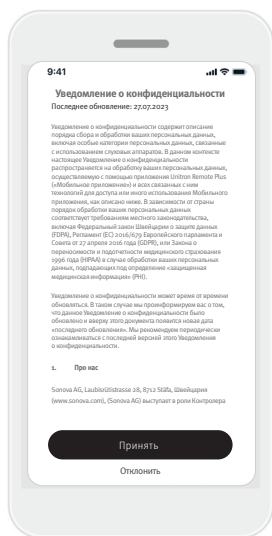 9:41
Уведомление о конфиденциальности
Последнее обновление: 27.07.2023
Уведомление о конфиденциальности содержит описание
порядка сбора и обработки ваших персональных данных,
включая особые категории персональных данных, связанные
с использованием слуховых аппаратов. В данном контексте
настоящее Уведомление о конфиденциальности
распространяется на обработку ваших персональных данных,
осуществляемую с помощью приложения Unitron Remote Plus
(«Мобильное приложение») и всех связанных с ним
технологий для доступа или иного использования Мобильного
приложения, как описано ниже. В зависимости от страны
порядок обработки ваших персональных данных
соответствует требованиям местного законодательства,
включая Федеральный закон Швейцарии о защите данных
(FDPA), Регламент (ЕС) 2016/679 Европейского парламента и
Совета от 27 апреля 2016 года (GDPR), или Закона о
переносимости и подотчетности медицинского страхования
1996 года (HIPAA) в случае обработки ваших персональных
данных, подпадающих под определение «защищенная
медицинская информация» (PHI).
Уведомление о конфиденциальности может время от времени
обновляться. В таком случае мы проинформируем вас о том,
что данное Уведомление о конфиденциальности было
обновлено и вверху этого документа появится новая дата
«последнего обновления». Мы рекомендуем периодически
ознакамливаться с последней версией этого Уведомления
о конфиденциальности.
1. Про нас
Sonova AG, Laubisrütistrasse 28, 8712 Stäfa, Швейцария
(www.sonova.com), (Sonova AG) выступает в роли Контролера
Принять
Отклонить